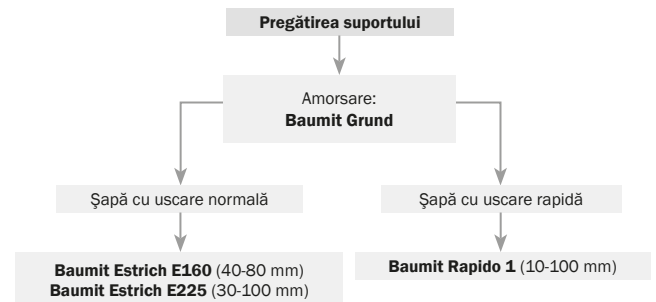 Pregătirea suportului
Amorsare:
Baumit Grund
Şapă cu uscare normală
Şapă cu uscare rapidă
Baumit Estrich E160 (40-80 mm)
Baumit Estrich E225 (30-100 mm)
Baumit Rapido 1 (10-100 mm)